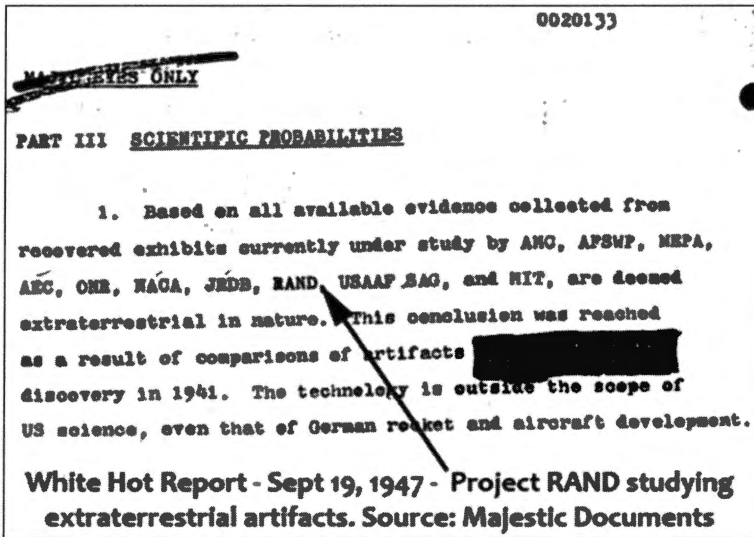 0020133
EYES ONLY
PART III SCIENTIFIC PROBABILITIES
1. Based on all available evidence collected from
recovered exhibits currently under study by AMC, AFSWP, NEPA,
AEC, ONR, NACA, JRDB, RAND, USAAF SAG, and MIT, are deemed
extraterrestrial in nature. This conclusion was reached
as a result of comparisons of artifacts
discovery in 1941. The technology is outside the scope of
US science, even that of German rocket and aircraft development.
White Hot Report - Sept 19, 1947 - Project RAND studying
extraterrestrial artifacts. Source: Majestic Documents